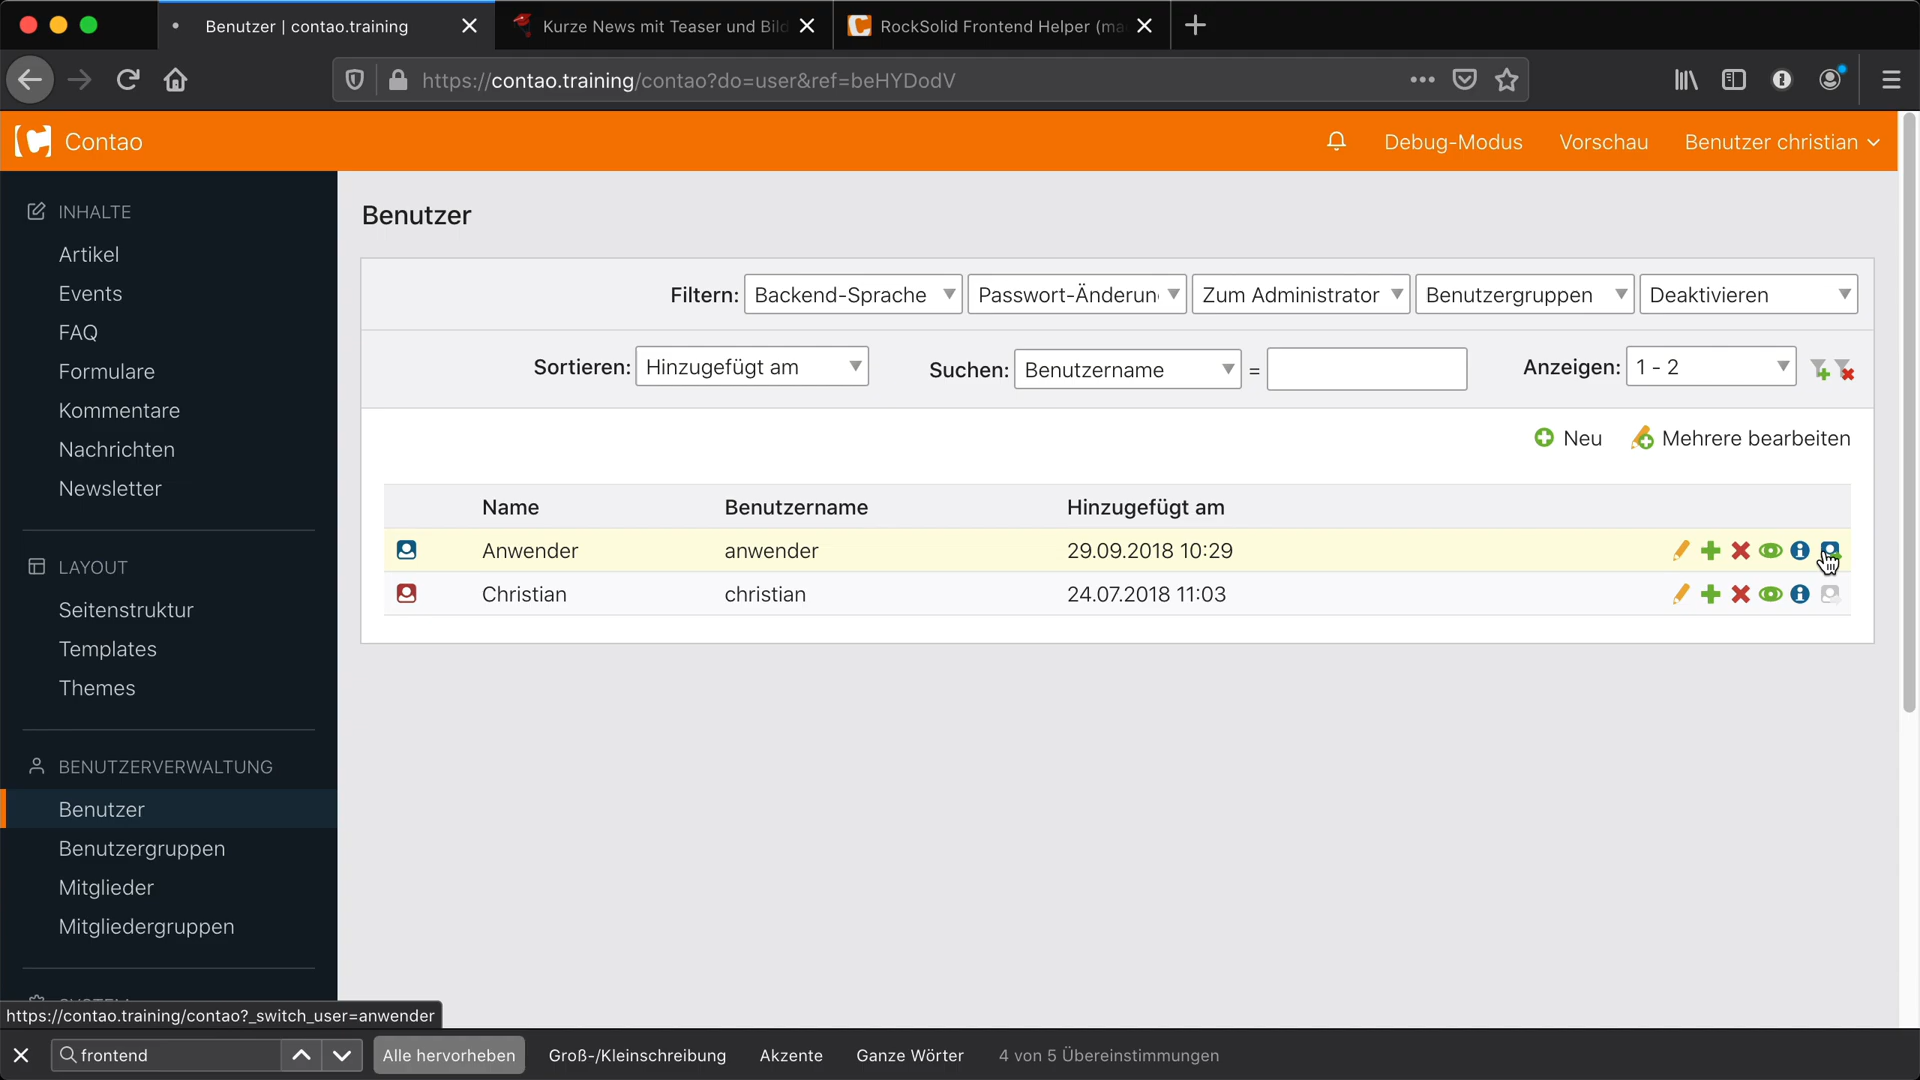 Benutzer | contao.training
Kurze News mit Teaser und Bild
RockSolid Frontend Helper (ma
https://contao.training/contao?do=user&ref=beHYDodV
Contao
Debug-Modus
Vorschau
Benutzer christian
INHALTE
Artikel
Events
FAQ
Formulare
Kommentare
Nachrichten
Newsletter
LAYOUT
Seitenstruktur
Templates
Themes
BENUTZERVERWALTUNG
Benutzer
Benutzergruppen
Mitglieder
Mitgliedergruppen
Benutzer
Filtern: Backend-Sprache Passwort-Änderun Zum Administrator Benutzergruppen Deaktivieren
Sortieren: Hinzugefügt am Suchen: Benutzername = Anzeigen: 1 - 2
Neu Mehrere bearbeiten
Name Benutzername Hinzugefügt am
Anwender anwender 29.09.2018 10:29
Christian christian 24.07.2018 11:03
https://contao.training/contao?_switch_user=anwender
frontend Alle hervorheben Groß-/Kleinschreibung Akzente Ganze Wörter 4 von 5 Übereinstimmungen